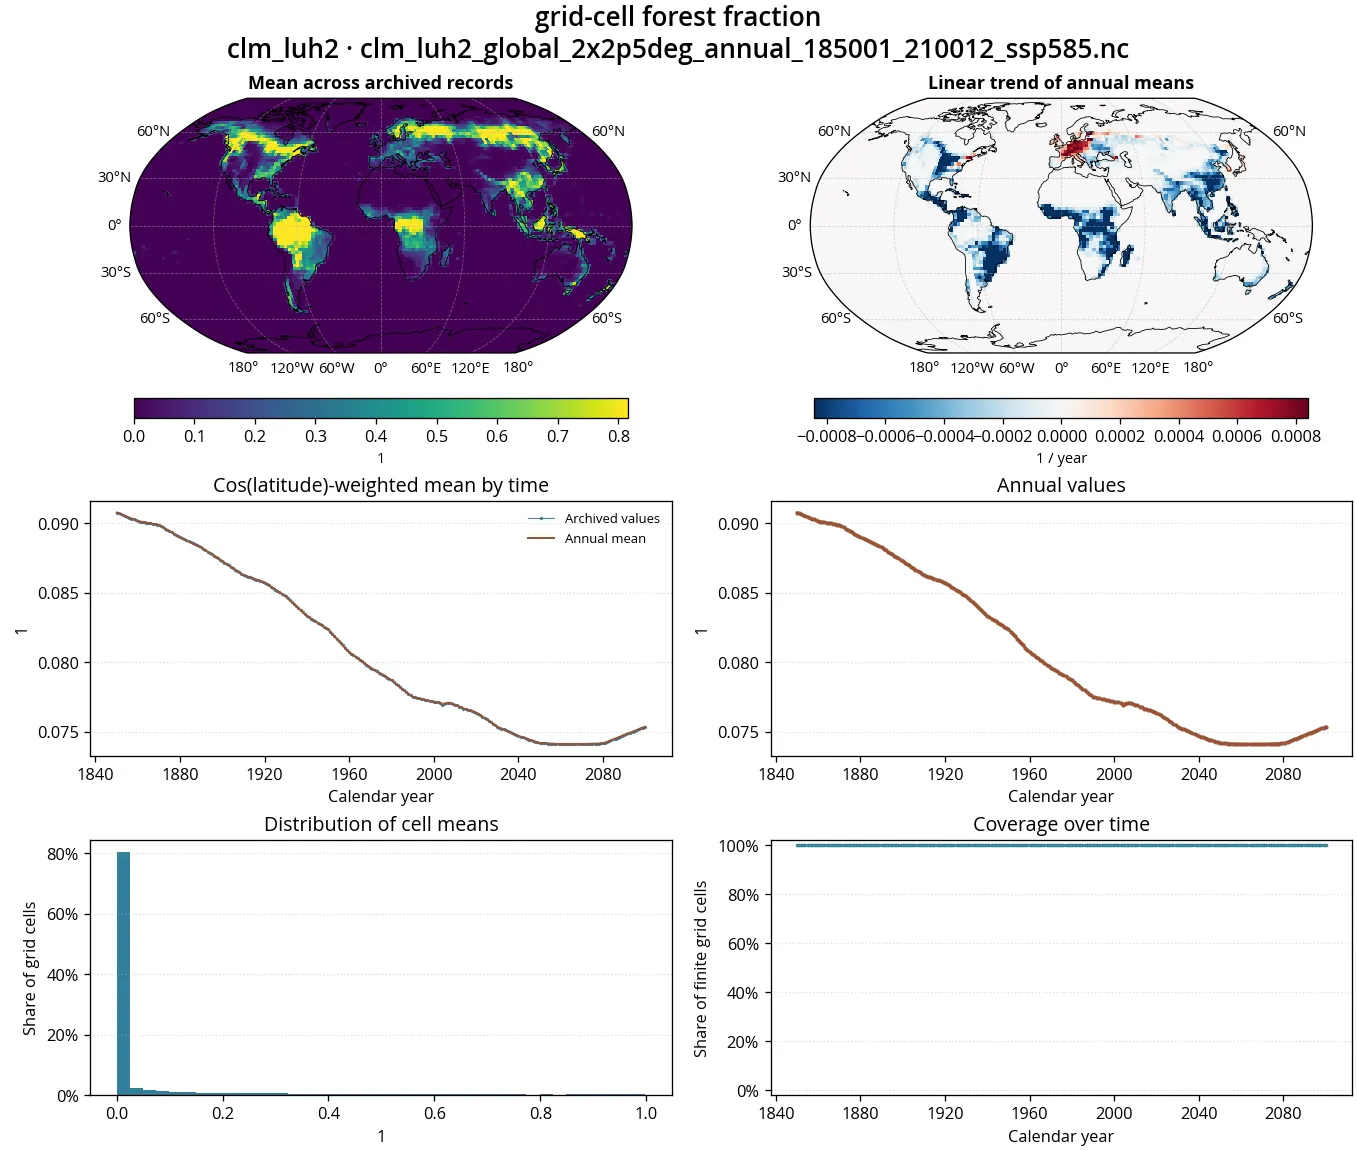 grid-cell forest fraction
clm_luh2 · clm_luh2_global_2x2p5deg_annual_185001_210012_ssp585.nc
Mean across archived records
60°N 60°N
30°N
0°
30°S
60°S 60°S
180° 120°W 60°W 0° 60°E 120°E 180°
0.0 0.1 0.2 0.3 0.4 0.5 0.6 0.7 0.8
1
Linear trend of annual means
60°N 60°N
30°N
0°
30°S
60°S 60°S
180° 120°W 60°W 0° 60°E 120°E 180°
−0.0008 −0.0006 −0.0004 −0.0002 0.0000 0.0002 0.0004 0.0006 0.0008
1 / year
Cos(latitude)-weighted mean by time
Archived values
Annual mean
0.090
0.085
0.080
0.075
1
1840 1880 1920 1960 2000 2040 2080
Calendar year
Annual values
0.090
0.085
0.080
0.075
1
1840 1880 1920 1960 2000 2040 2080
Calendar year
Distribution of cell means
80%
60%
40%
20%
0%
Share of grid cells
0.0 0.2 0.4 0.6 0.8 1.0
1
Coverage over time
100%
80%
60%
40%
20%
0%
Share of finite grid cells
1840 1880 1920 1960 2000 2040 2080
Calendar year